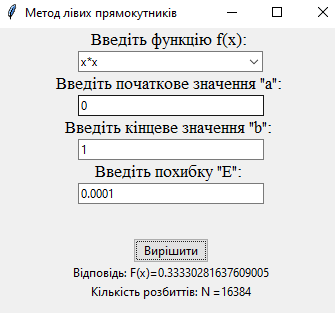 Метод лівих прямокутників
Введіть функцію f(x):
x*x
Введіть початкове значення "a":
0
Введіть кінцеве значення "b":
1
Введіть похибку "E":
0.0001
Вирішити
Відповідь: F(x)=0.33330281637609005
Кількість розбиттів: N =16384